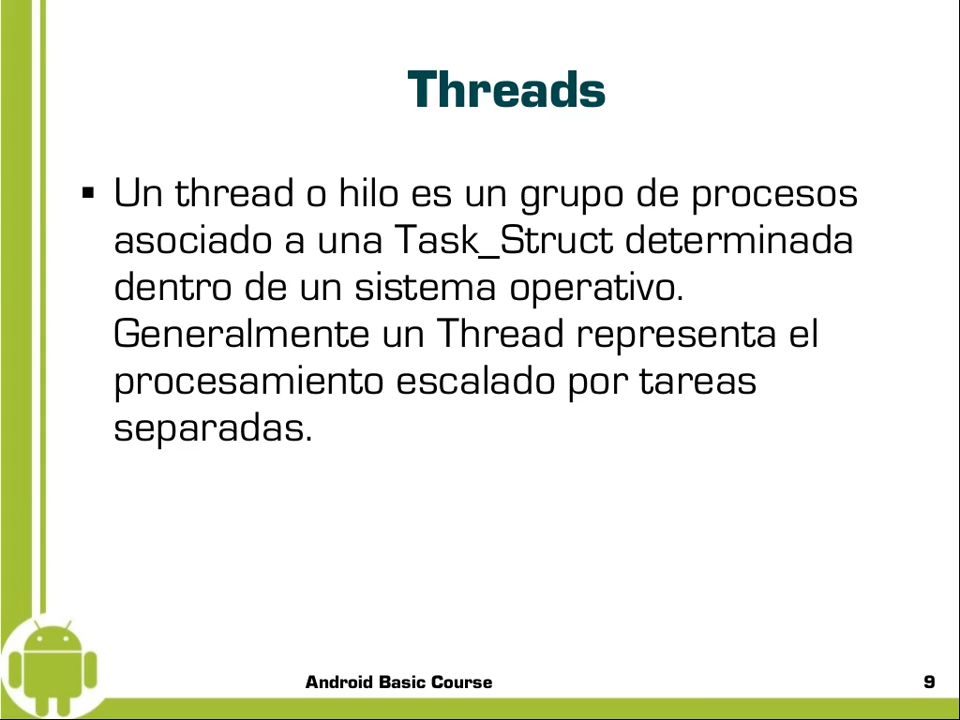 Threads
▪ Un thread o hilo es un grupo de procesos
asociado a una Task_Struct determinada
dentro de un sistema operativo.
Generalmente un Thread representa el
procesamiento escalado por tareas
separadas.
Android Basic Course
9